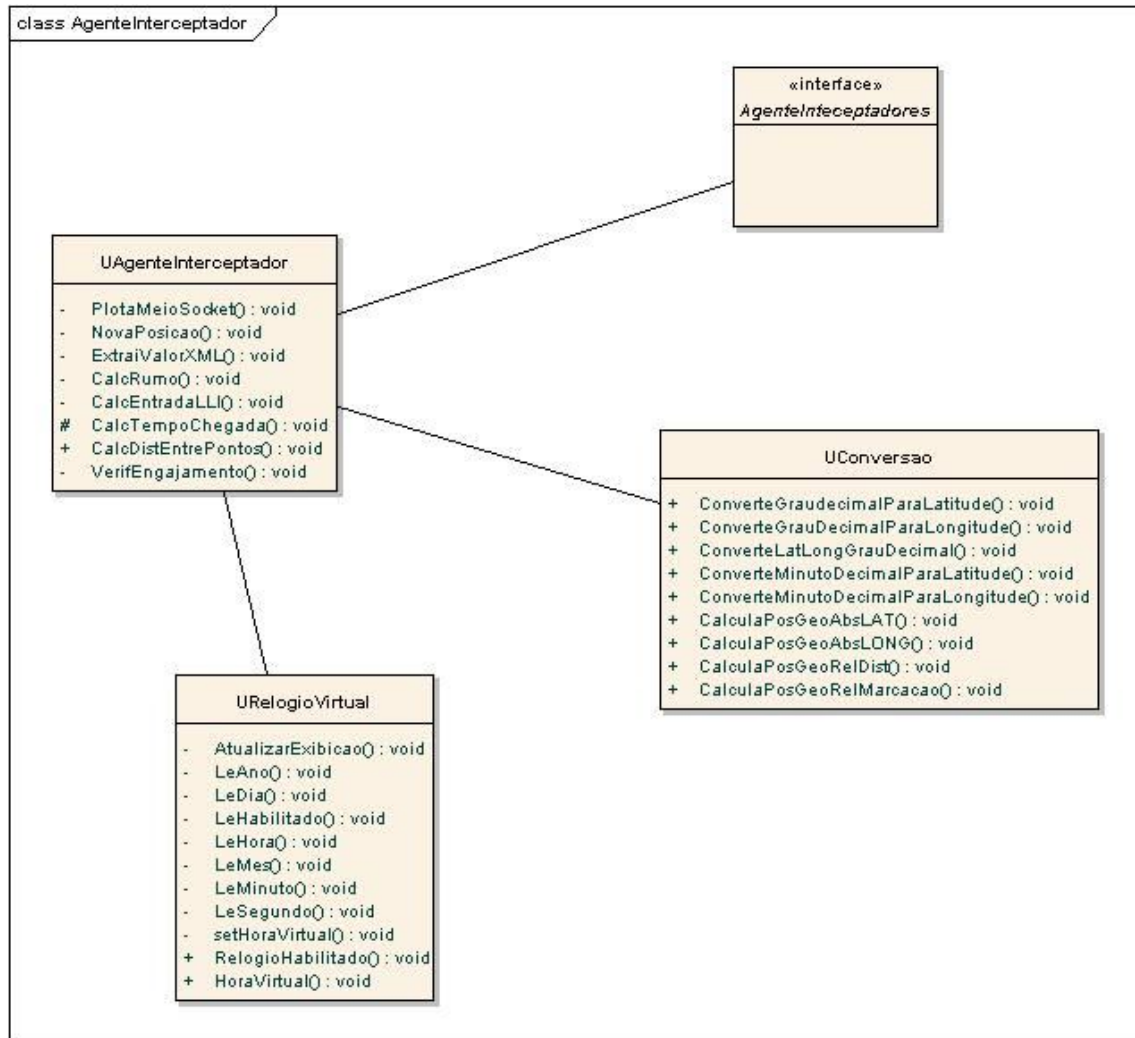 class AgenteInterceptador
«interface»
AgenteInteceptadores
UAgenteInterceptador
- PlotaMeioSocket() : void
- NovaPosicao() : void
- ExtraiValorXML() : void
- CalcRumo() : void
- CalcEntradaLLI() : void
# CalcTempoChegada() : void
+ CalcDistEntrePontos() : void
- VerifEngajamento() : void
UConversao
+ ConverteGraudecimalParaLatitude() : void
+ ConverteGrauDecimalParaLongitude() : void
+ ConverteLatLongGrauDecimal() : void
+ ConverteMinutoDecimalParaLatitude() : void
+ ConverteMinutoDecimalParaLongitude() : void
+ CalculaPosGeoAbsLAT() : void
+ CalculaPosGeoAbsLONG() : void
+ CalculaPosGeoRelDist() : void
+ CalculaPosGeoRelMarcacao() : void
URelogioVirtual
- AtualizarExibicao() : void
- LeAno() : void
- LeDia() : void
- LeHabilitado() : void
- LeHora() : void
- LeMes() : void
- LeMinuto() : void
- LeSegundo() : void
- setHoraVirtual() : void
+ RelogioHabilitado() : void
+ HoraVirtual() : void